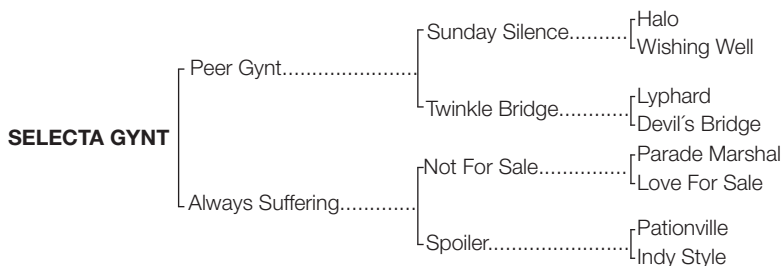 Halo
Sunday Silence
Wishing Well
Peer Gynt
Lyphard
Twinkle Bridge
Devil´s Bridge
SELECTA GYNT
Parade Marshal
Not For Sale
Love For Sale
Always Suffering
Pationville
Spoiler
Indy Style